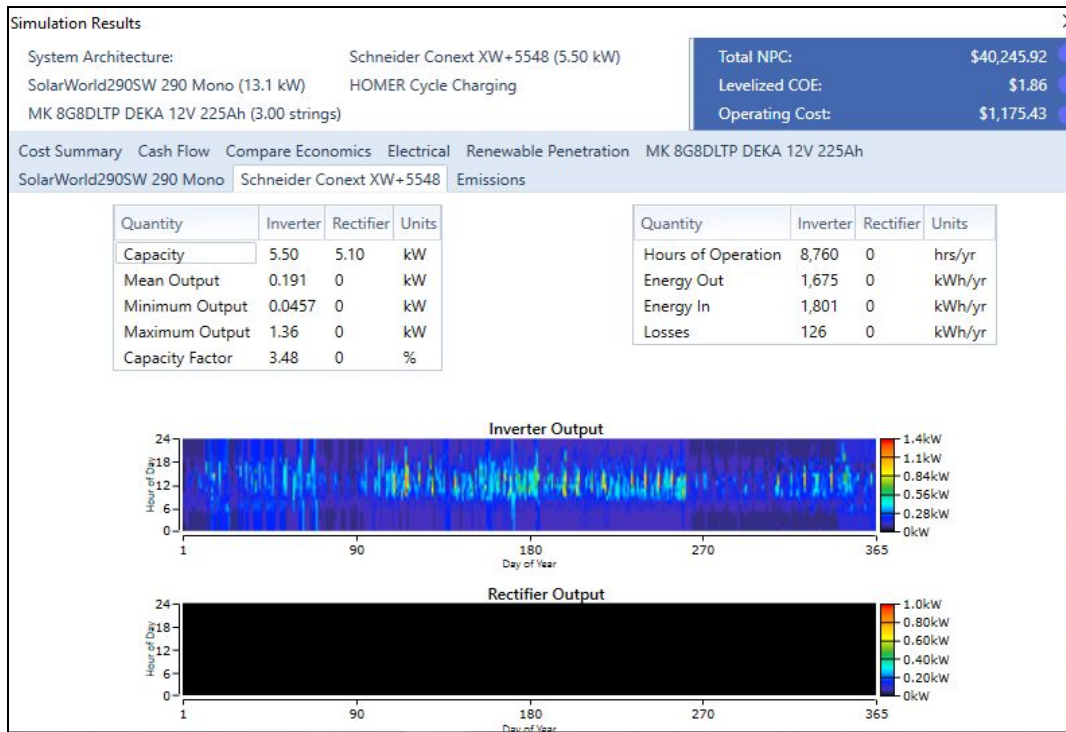 Simulation Results
System Architecture:
Schneider Conext XW+5548 (5.50 kW)
SolarWorld290SW 290 Mono (13.1 kW)
HOMER Cycle Charging
MK 8G8DLTP DEKA 12V 225Ah (3.00 strings)
Total NPC: $40,245.92
Levelized COE: $1.86
Operating Cost: $1,175.43
Cost Summary Cash Flow Compare Economics Electrical Renewable Penetration MK 8G8DLTP DEKA 12V 225Ah
SolarWorld290SW 290 Mono Schneider Conext XW+5548 Emissions
Quantity Inverter Rectifier Units
Capacity 5.50 5.10 kW
Mean Output 0.191 0 kW
Minimum Output 0.0457 0 kW
Maximum Output 1.36 0 kW
Capacity Factor 3.48 0 %
Quantity Inverter Rectifier Units
Hours of Operation 8,760 0 hrs/yr
Energy Out 1,675 0 kWh/yr
Energy In 1,801 0 kWh/yr
Losses 126 0 kWh/yr
Inverter Output
Hour of Day
24
18
12
6
0
1 90 180 270 365
Day of Year
1.4kW
1.1kW
0.84kW
0.56kW
0.28kW
0kW
Rectifier Output
Hour of Day
24
18
12
6
0
1 90 180 270 365
Day of Year
1.0kW
0.80kW
0.60kW
0.40kW
0.20kW
0kW